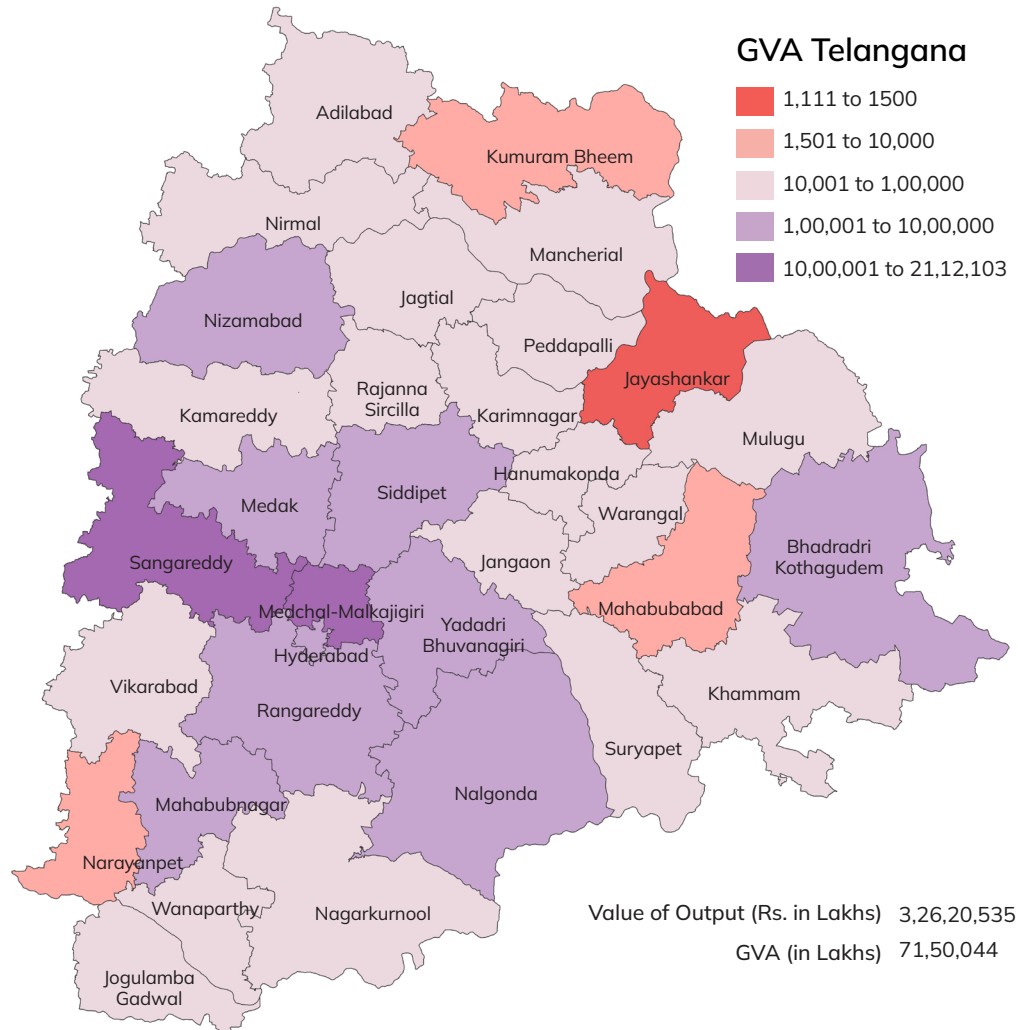 GVA Telangana
1,111 to 1500
1,501 to 10,000
10,001 to 1,00,000
1,00,001 to 10,00,000
10,00,001 to 21,12,103
Adilabad
Kumuram Bheem
Nirmal
Mancherial
Jagtial
Nizamabad
Peddapalli
Jayashankar
Rajanna
Sircilla
Kamareddy
Karimnagar
Mulugu
Hanumakonda
Siddipet
Medak
Warangal
Sangareddy
Jangaon
Bhadradri
Kothagudem
Medchal-Malkajigiri
Mahabubabad
Yadadri
Bhuvanagiri
Hyderabad
Vikarabad
Khammam
Rangareddy
Suryapet
Nalgonda
Mahabubnagar
Narayanpet
Wanaparthy
Nagarkurnool
Jogulamba
Gadwal
Value of Output (Rs. in Lakhs) 3,26,20,535
GVA (in Lakhs) 71,50,044